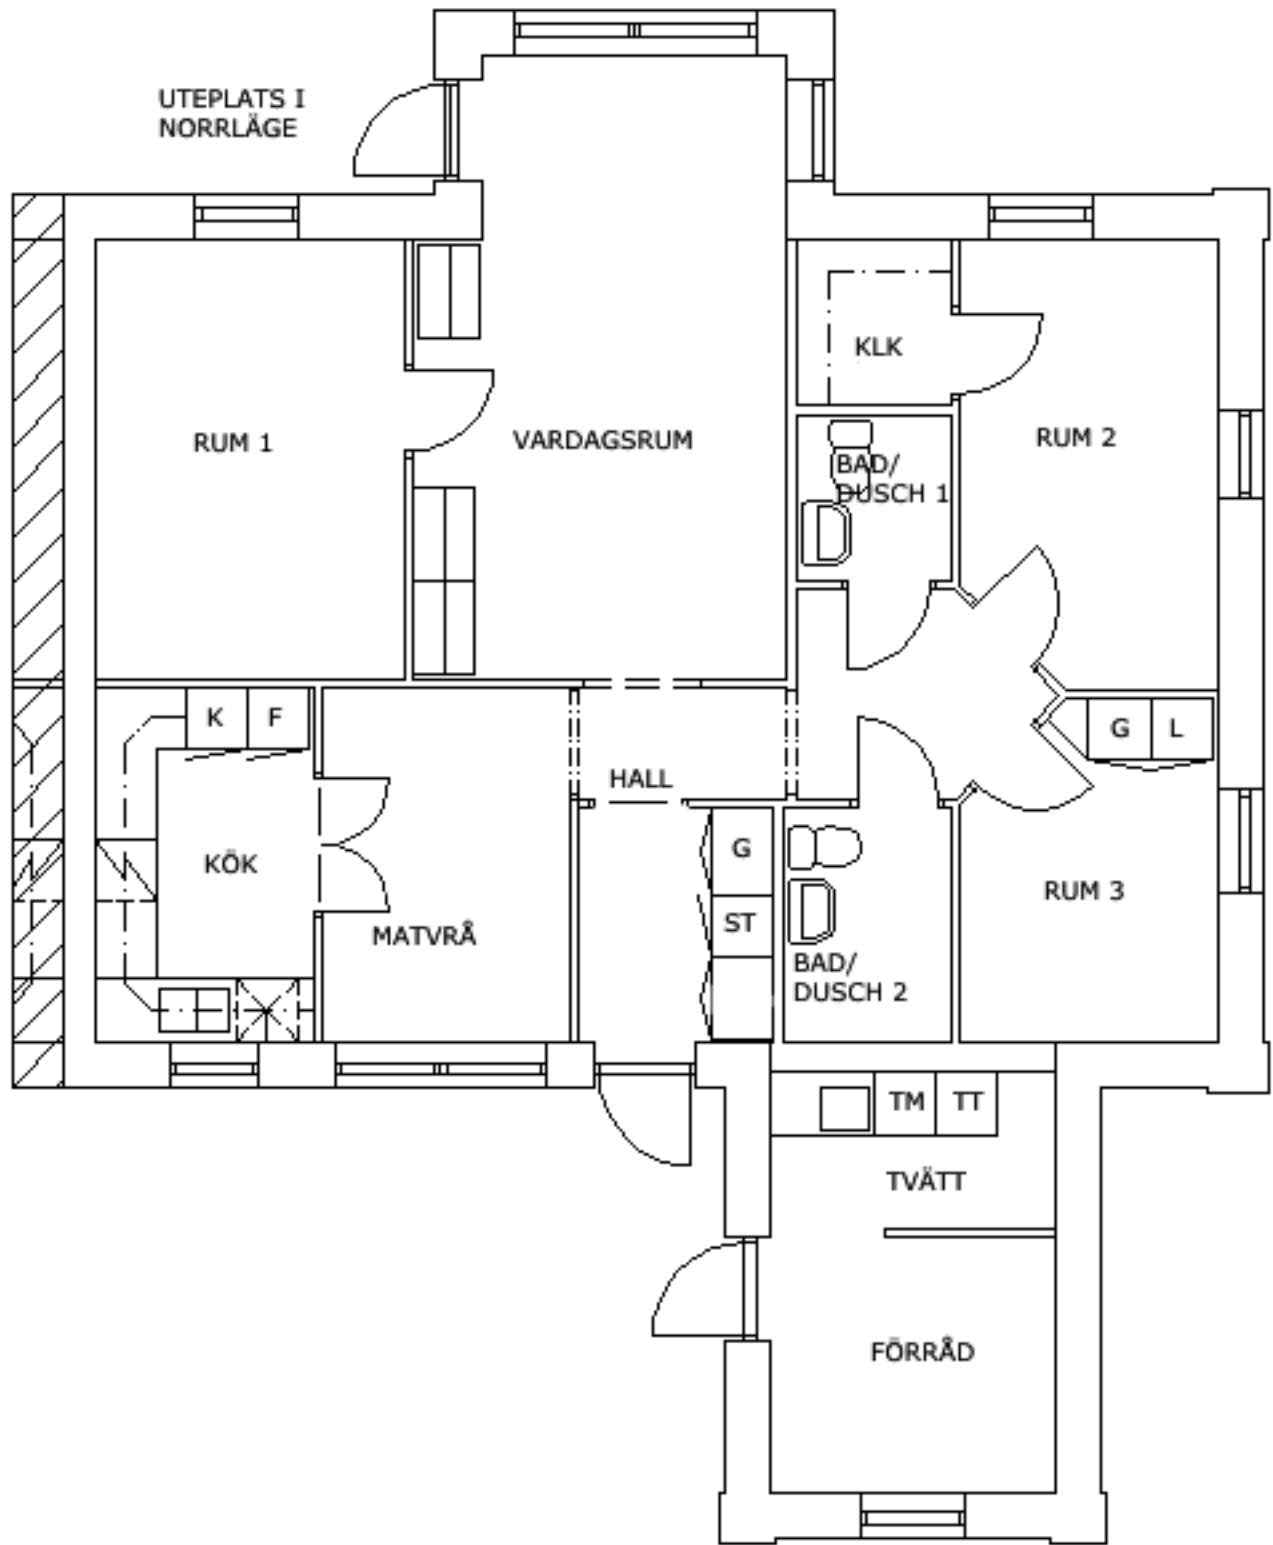 UTEPLATS I
NORRLÄGE
KLK
RUM 1
VARDAGSRUM
RUM 2
BAD/
DUSCH 1
K
F
G
L
HALL
KÖK
G
RUM 3
ST
MATVRÅ
BAD/
DUSCH 2
TM
TT
TVÄTT
FÖRRÅD